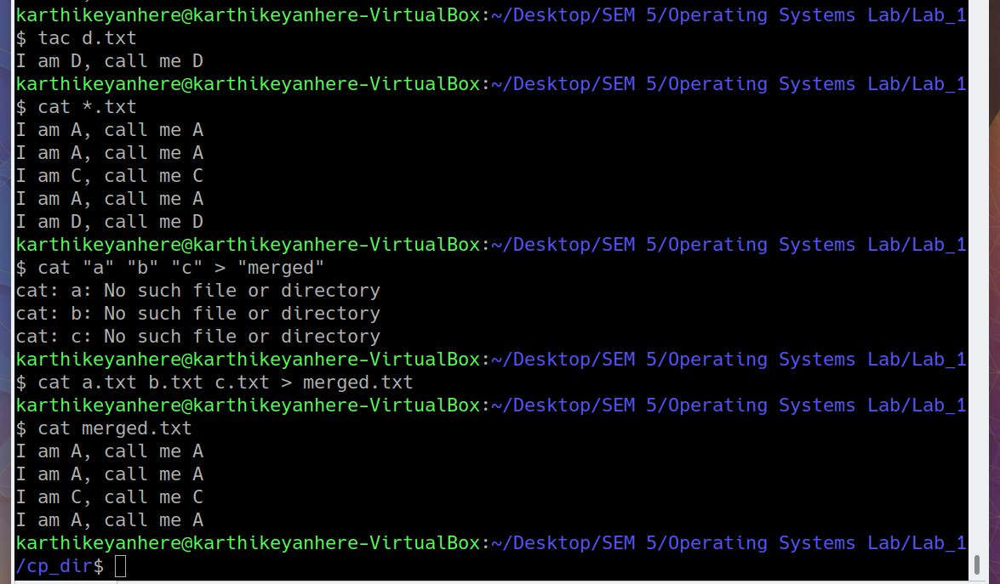 karthikeyanhere@karthikeyanhere-VirtualBox:~/Desktop/SEM 5/Operating Systems Lab/Lab_1
$ tac d.txt
I am D, call me D
karthikeyanhere@karthikeyanhere-VirtualBox:~/Desktop/SEM 5/Operating Systems Lab/Lab_1
$ cat *.txt
I am A, call me A
I am A, call me A
I am C, call me C
I am A, call me A
I am D, call me D
karthikeyanhere@karthikeyanhere-VirtualBox:~/Desktop/SEM 5/Operating Systems Lab/Lab_1
$ cat "a" "b" "c" > "merged"
cat: a: No such file or directory
cat: b: No such file or directory
cat: c: No such file or directory
karthikeyanhere@karthikeyanhere-VirtualBox:~/Desktop/SEM 5/Operating Systems Lab/Lab_1
$ cat a.txt b.txt c.txt > merged.txt
karthikeyanhere@karthikeyanhere-VirtualBox:~/Desktop/SEM 5/Operating Systems Lab/Lab_1
$ cat merged.txt
I am A, call me A
I am A, call me A
I am C, call me C
I am A, call me A
karthikeyanhere@karthikeyanhere-VirtualBox:~/Desktop/SEM 5/Operating Systems Lab/Lab_1
/cp_dir$